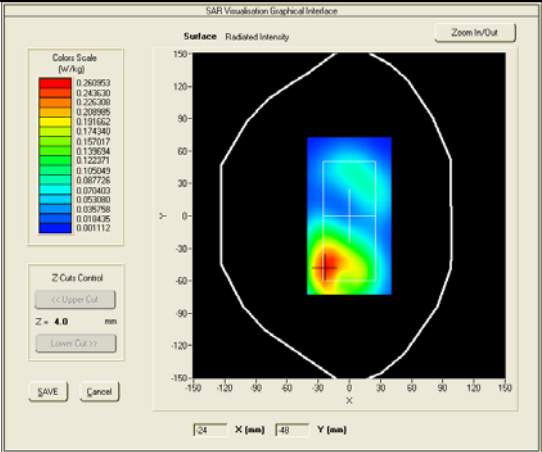 SAR Visualisation Graphical Interface
Surface Radiated Intensity
Zoom In/Out
Colors Scale
(W/kg)
0.260953
0.243630
0.226308
0.208985
0.191662
0.174340
0.157017
0.139694
0.122371
0.105049
0.087726
0.070403
0.053080
0.035758
0.018435
0.001112
150
120
90
60
30
0
-30
-60
-90
-120
-150
Y
-150 -120 -90 -60 -30 0 30 60 90 120 150
X
Z-Cuts Control
<< Upper Cut
Z = 4.0 mm
Lower Cut >>
SAVE Cancel
-24 X (mm) -48 Y (mm)